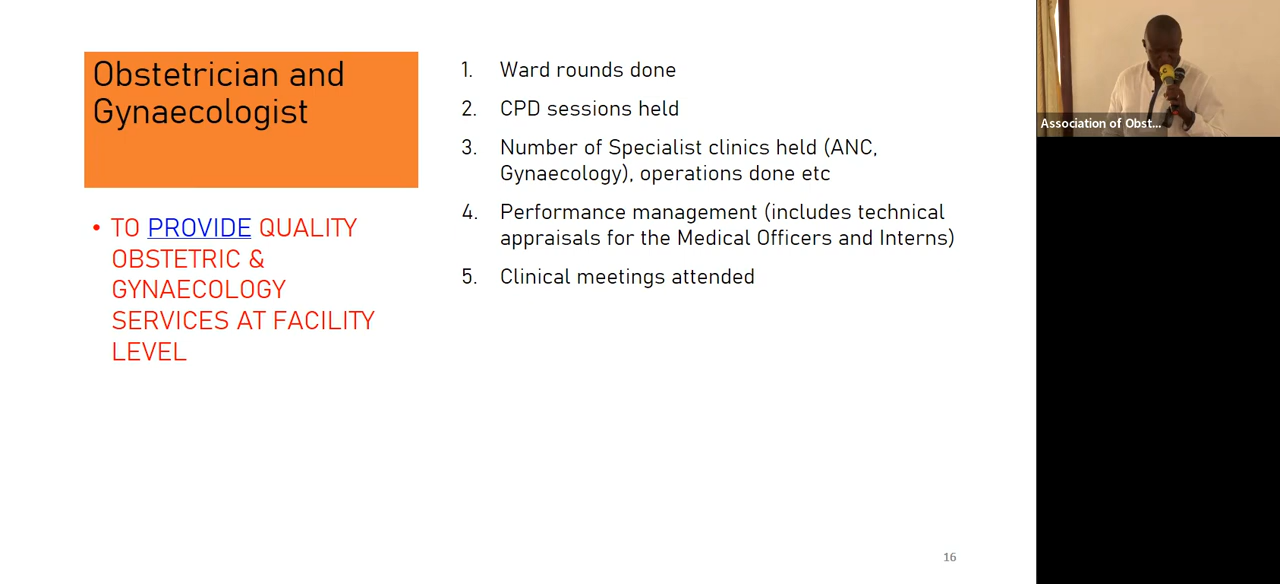 Obstetrician and
Gynaecologist
• TO PROVIDE QUALITY
OBSTETRIC &
GYNAECOLOGY
SERVICES AT FACILITY
LEVEL
1. Ward rounds done
2. CPD sessions held
3. Number of Specialist clinics held (ANC,
Gynaecology), operations done etc
4. Performance management (includes technical
appraisals for the Medical Officers and Interns)
5. Clinical meetings attended
16
Association of Obst...